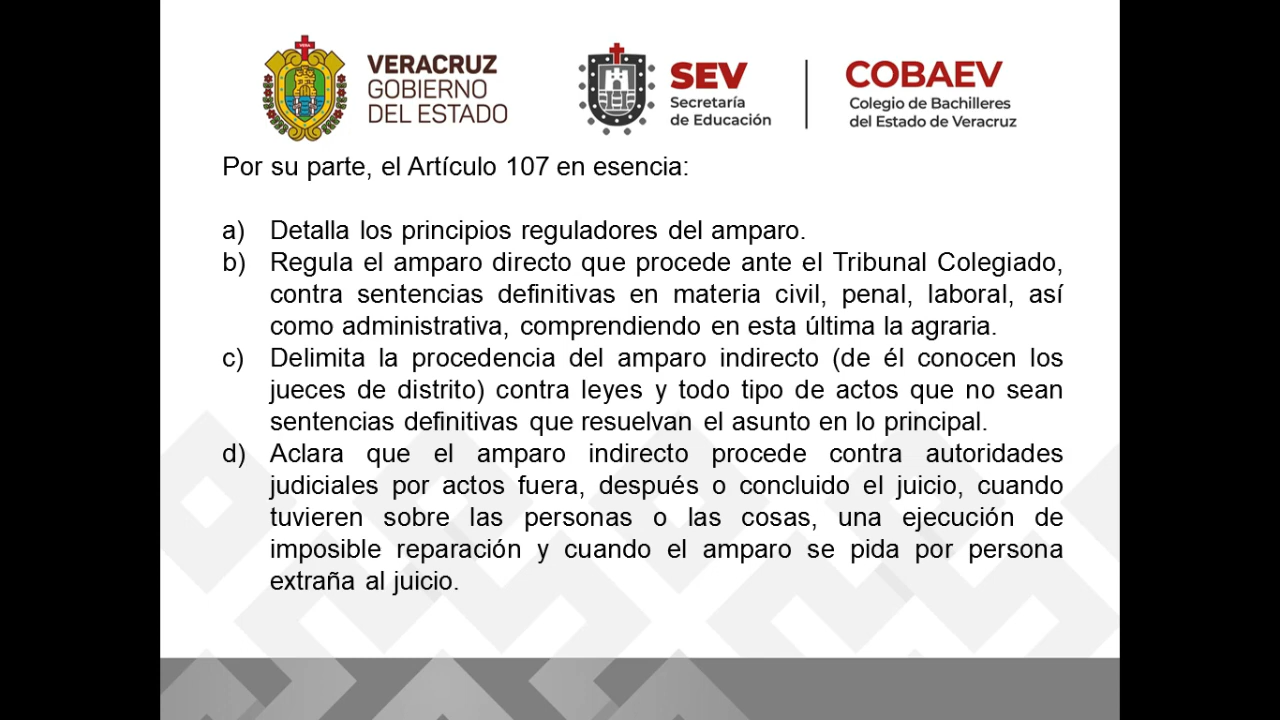 VERACRUZ
GOBIERNO
DEL ESTADO
SEV
Secretaría
de Educación
COBAEV
Colegio de Bachilleres
del Estado de Veracruz
Por su parte, el Artículo 107 en esencia:
a) Detalla los principios reguladores del amparo.
b) Regula el amparo directo que procede ante el Tribunal Colegiado,
contra sentencias definitivas en materia civil, penal, laboral, así
como administrativa, comprendiendo en esta última la agraria.
c) Delimita la procedencia del amparo indirecto (de él conocen los
jueces de distrito) contra leyes y todo tipo de actos que no sean
sentencias definitivas que resuelvan el asunto en lo principal.
d) Aclara que el amparo indirecto procede contra autoridades
judiciales por actos fuera, después o concluido el juicio, cuando
tuvieren sobre las personas o las cosas, una ejecución de
imposible reparación y cuando el amparo se pida por persona
extraña al juicio.